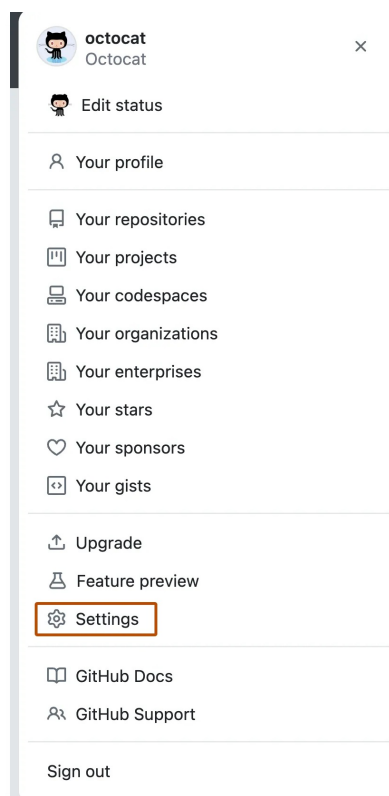 octocat
Octocat
Edit status
Your profile
Your repositories
Your projects
Your codespaces
Your organizations
Your enterprises
Your stars
Your sponsors
Your gists
Upgrade
Feature preview
Settings
GitHub Docs
GitHub Support
Sign out